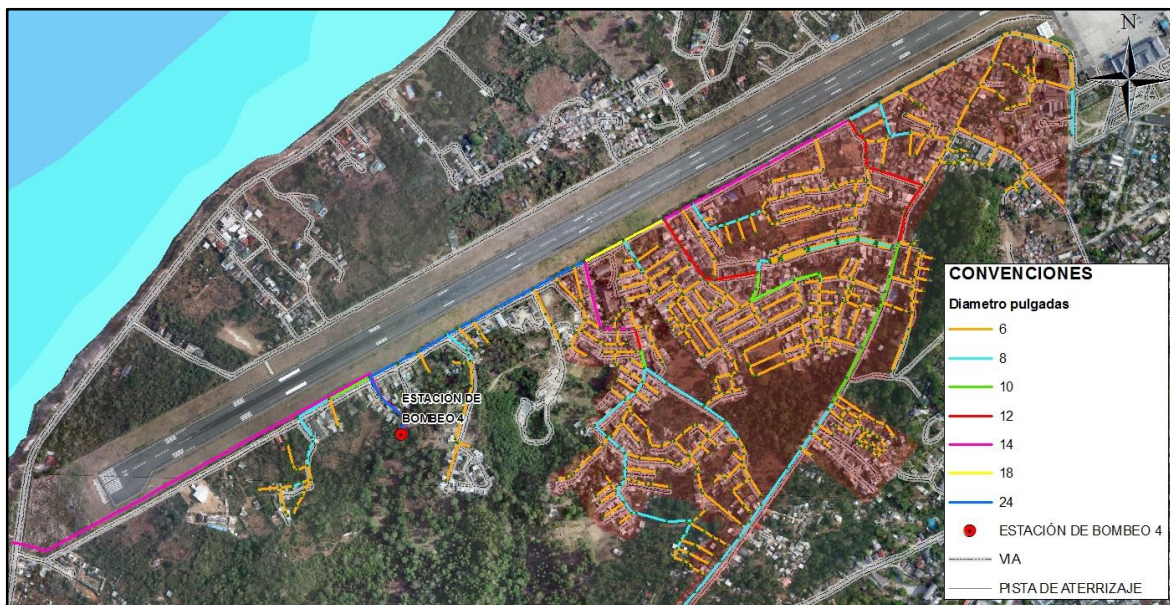 N
ESTACIÓN DE
BOMBEO 4
CONVENCIONES
Diametro pulgadas
6
8
10
12
14
18
24
ESTACIÓN DE BOMBEO 4
VIA
PISTA DE ATERRIZAJE